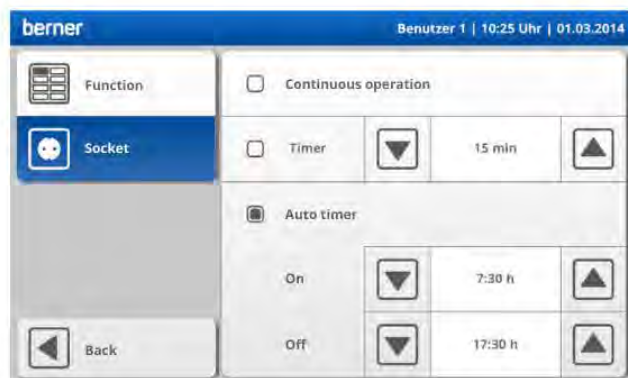 berner
Benutzer 1 | 10:25 Uhr | 01.03.2014
Function
Continuous operation
Socket
Timer
15 min
Auto timer
On
7:30 h
Back
Off
17:30 h